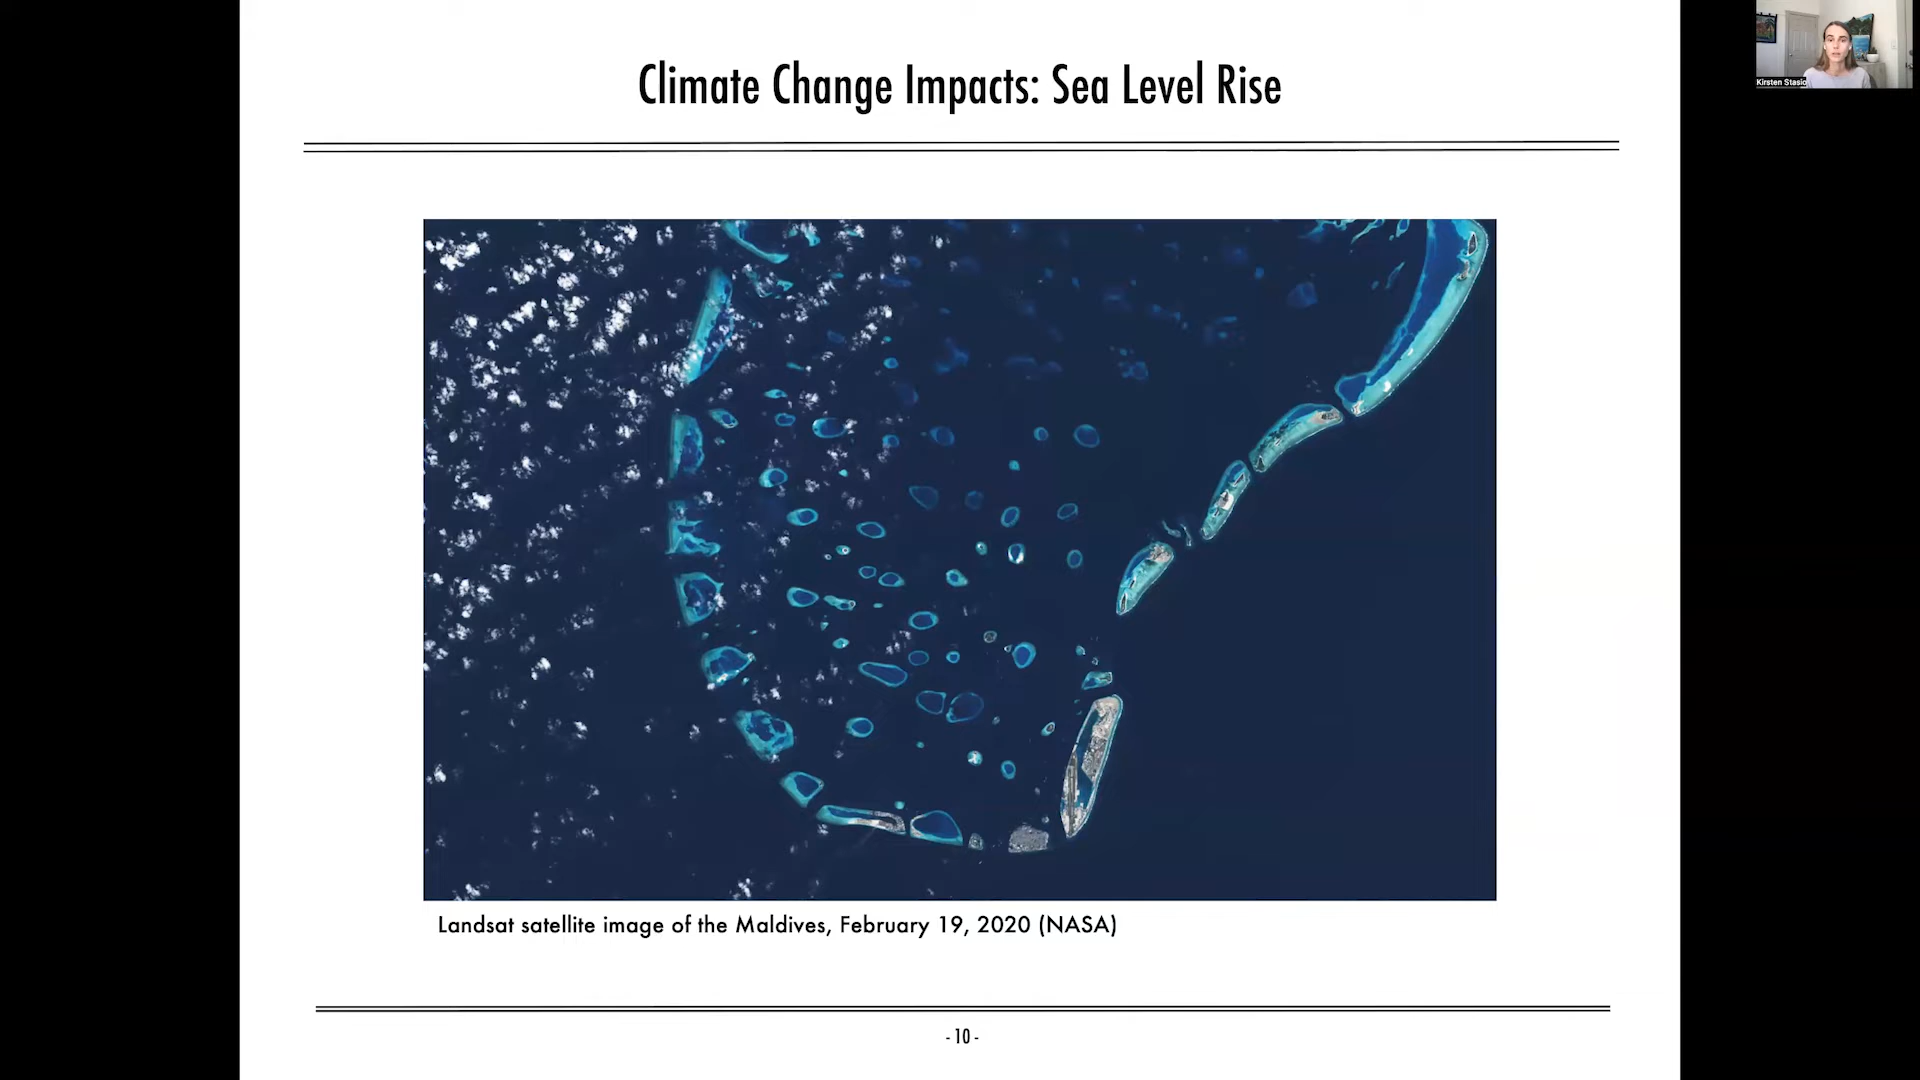 Climate Change Impacts: Sea Level Rise
Kirsten Stasio
Landsat satellite image of the Maldives, February 19, 2020 (NASA)
- 10 -